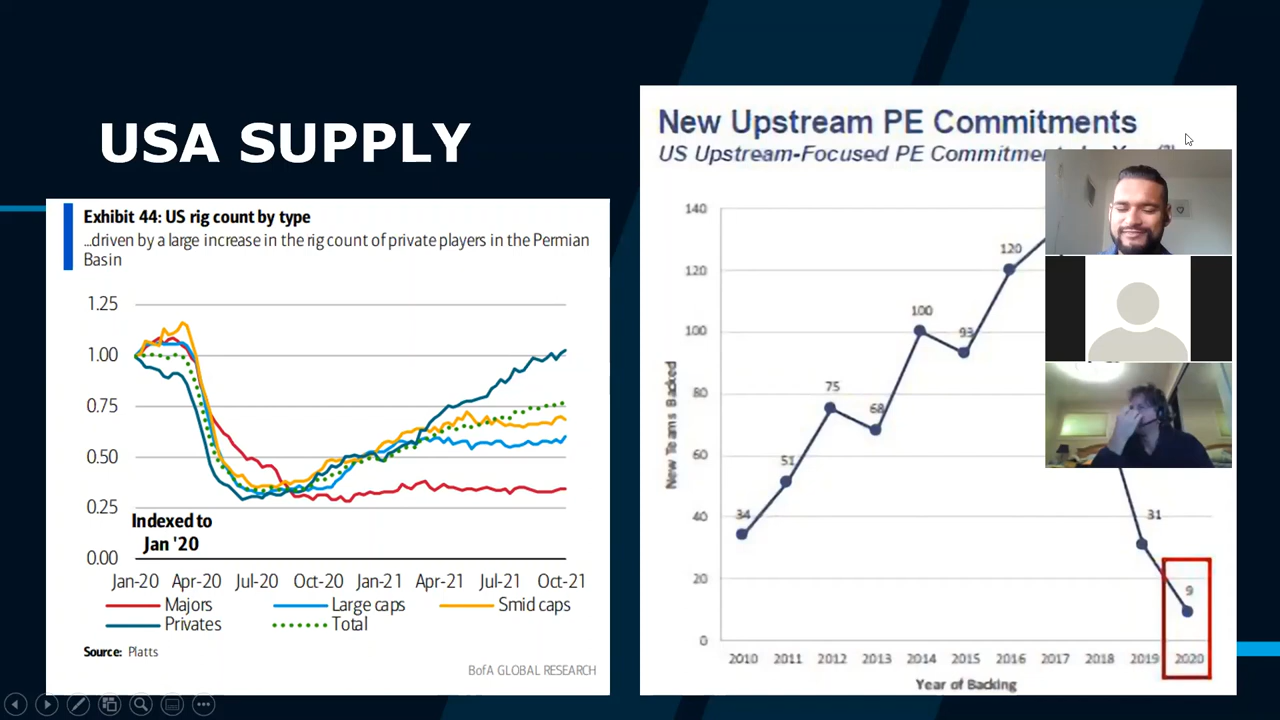 USA SUPPLY
Exhibit 44: US rig count by type
...driven by a large increase in the rig count of private players in the Permian
Basin
1.25
1.00
0.75
0.50
0.25
0.00
Indexed to
Jan '20
Jan-20 Apr-20 Jul-20 Oct-20 Jan-21 Apr-21 Jul-21 Oct-21
Majors Large caps Smid caps
Privates Total
Source: Platts
BofA GLOBAL RESEARCH
New Upstream PE Commitments
US Upstream-Focused PE
140
120
100
80
60
40
20
0
New Teams Backed
34
51
75
68
100
93
120
31
9
2010 2011 2012 2013 2014 2015 2016 2017 2018 2019 2020
Year of Backing